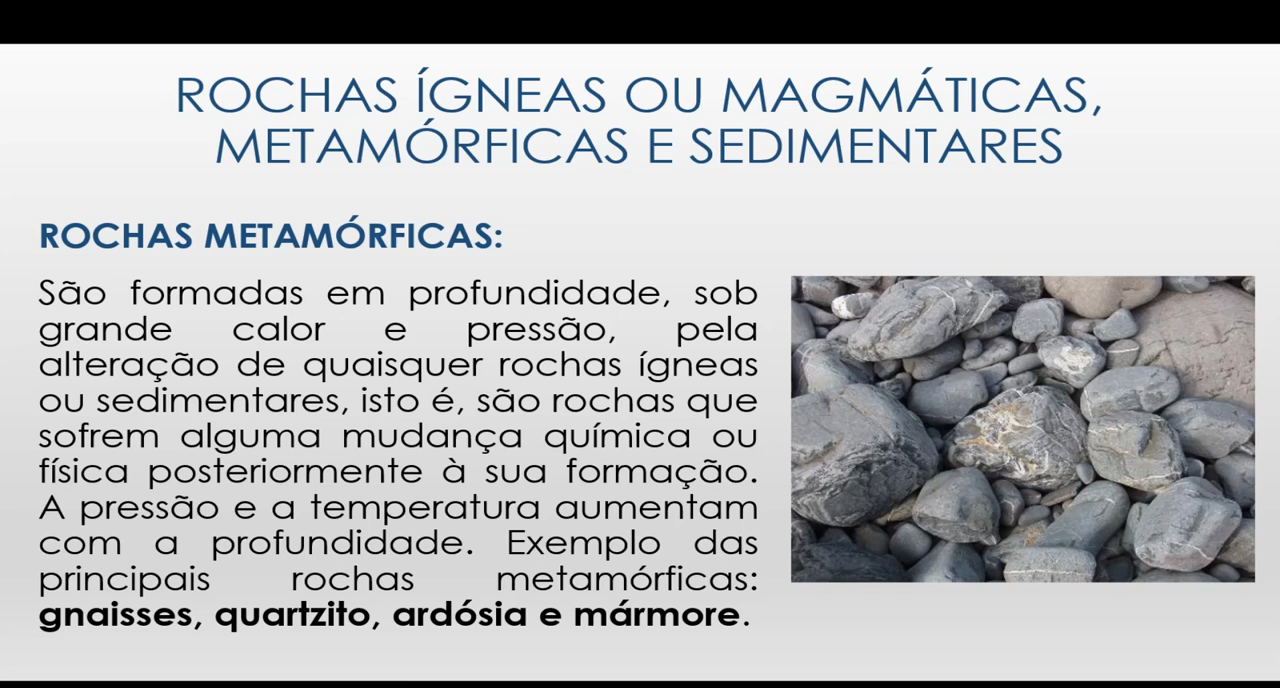 ROCHAS ÍGNEAS OU MAGMÁTICAS,
METAMÓRFICAS E SEDIMENTARES
ROCHAS METAMÓRFICAS:
São formadas em profundidade, sob
grande calor e pressão, pela
alteração de quaisquer rochas ígneas
ou sedimentares, isto é, são rochas que
sofrem alguma mudança química ou
física posteriormente à sua formação.
A pressão e a temperatura aumentam
com a profundidade. Exemplo das
principais rochas metamórficas:
gnaisses, quartzito, ardósia e mármore.